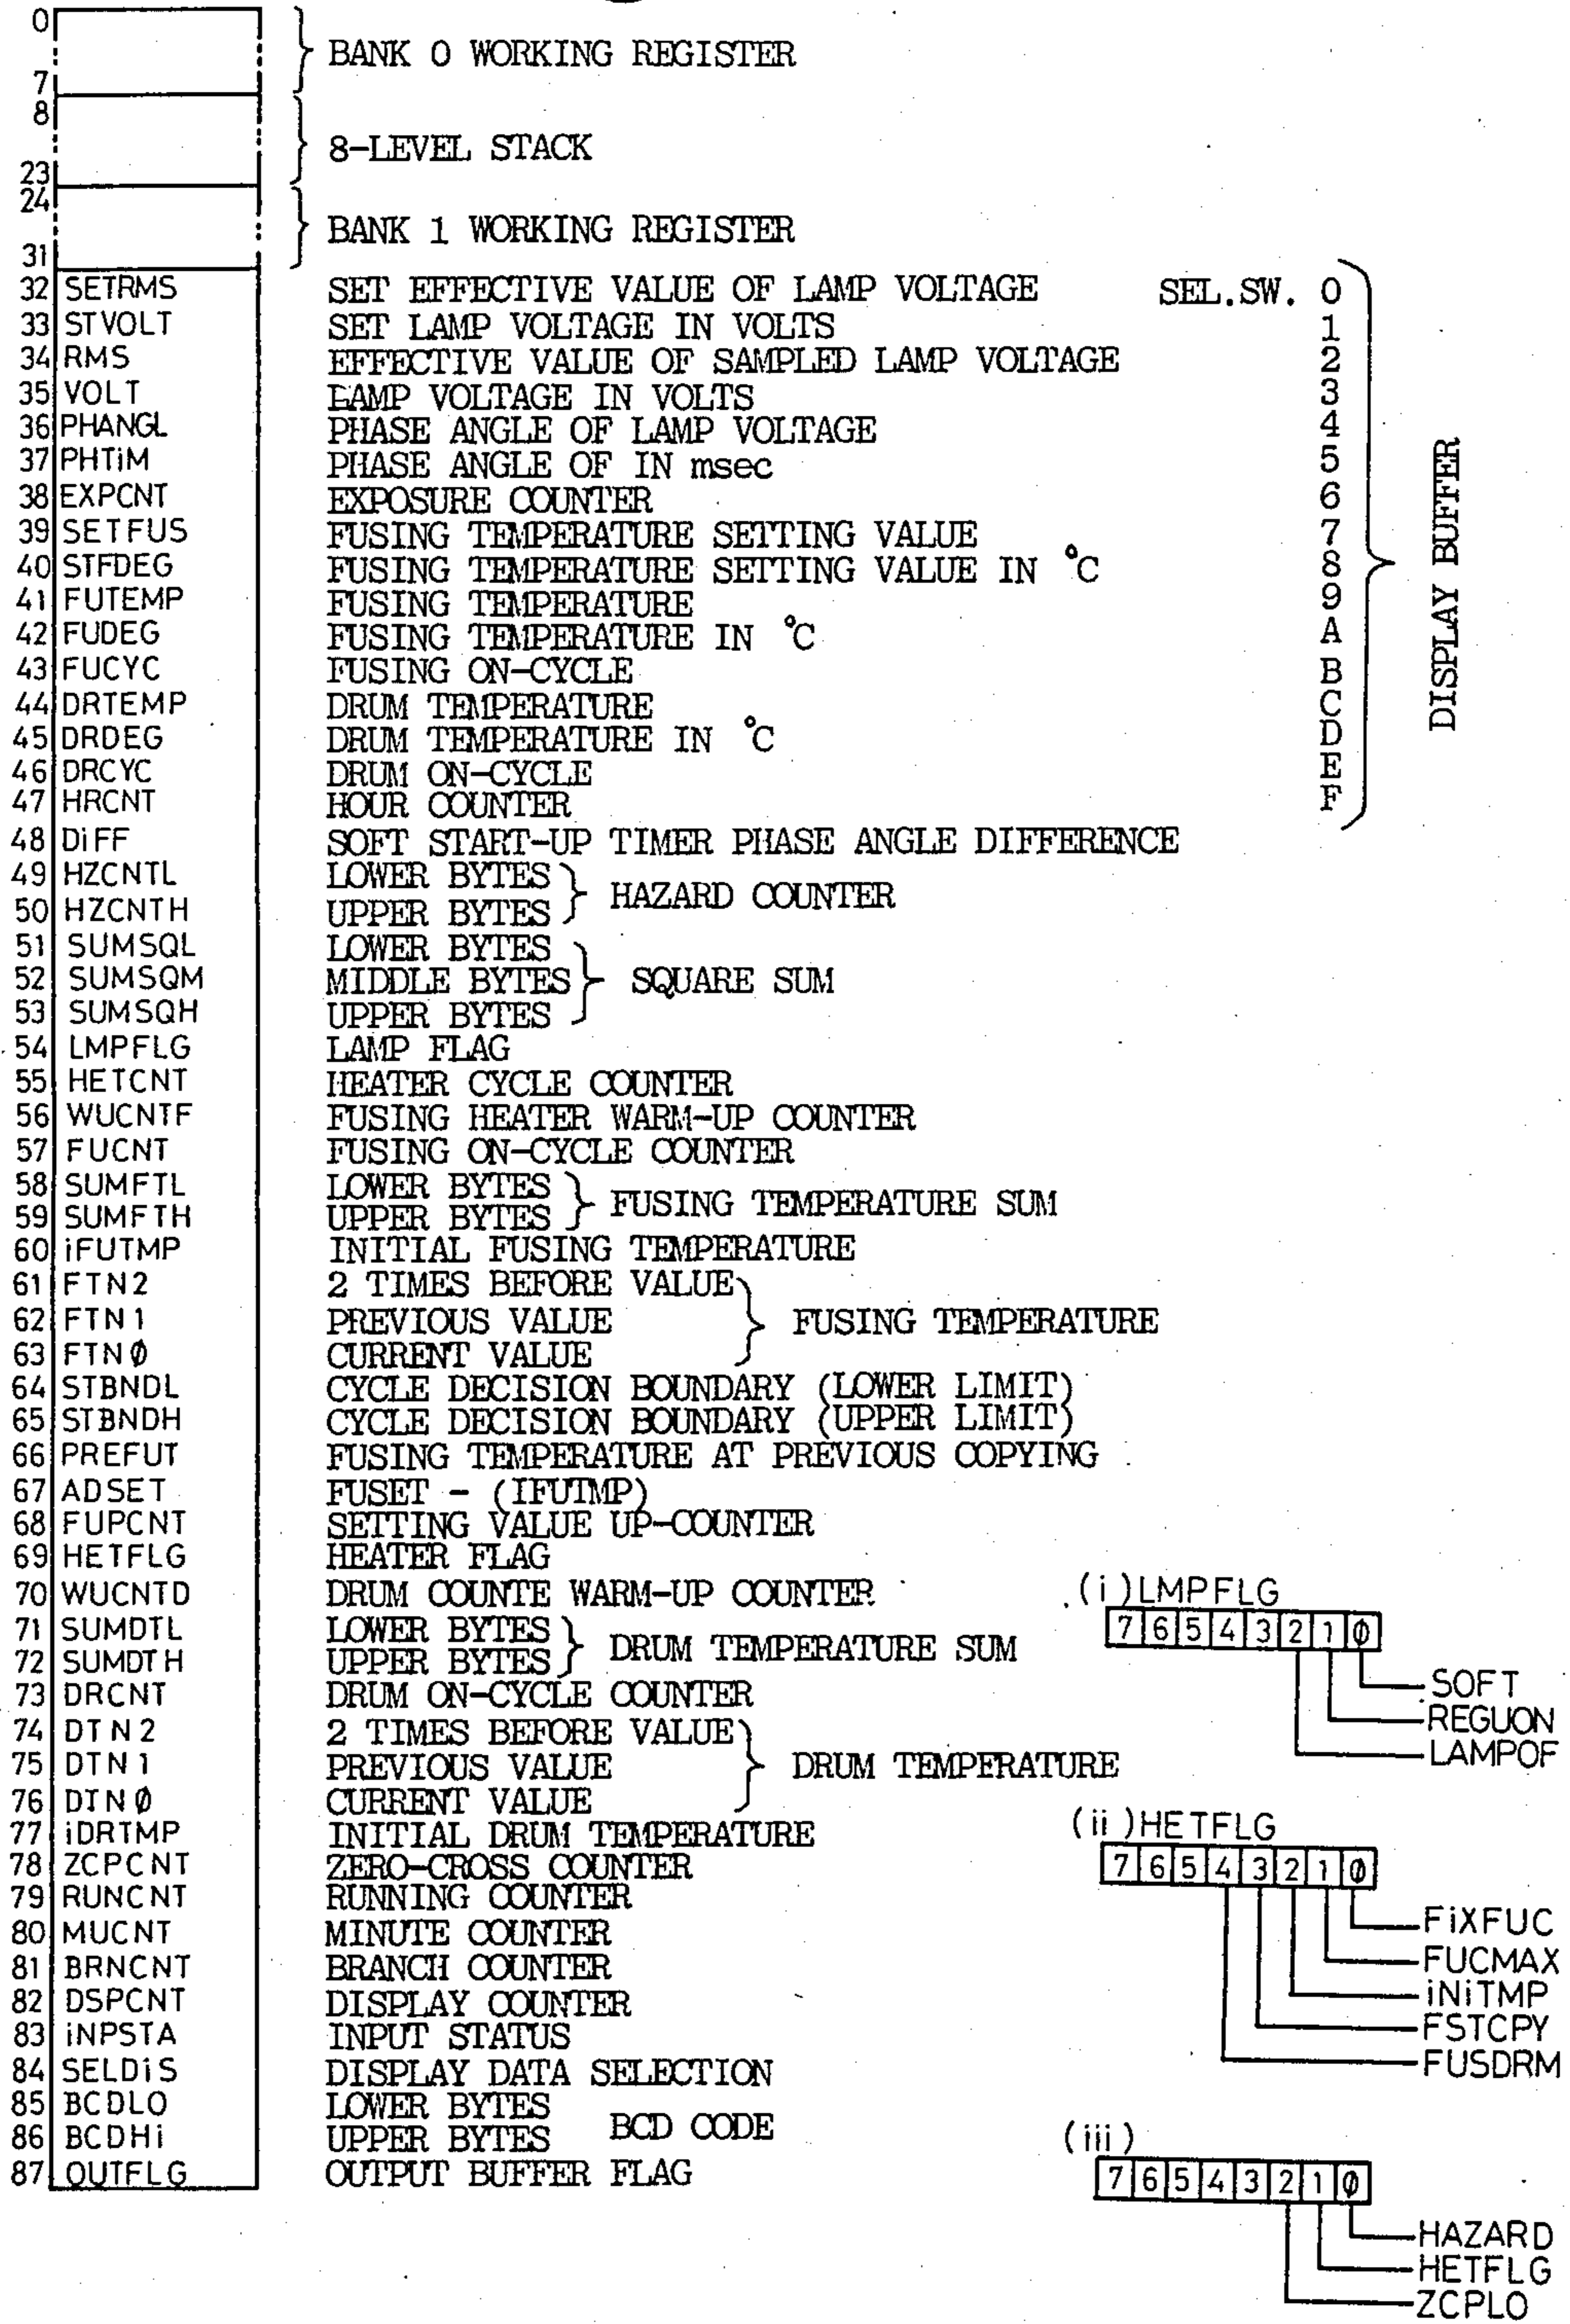 0
BANK 0 WORKING REGISTER
7
8
8-LEVEL STACK
23
24
BANK 1 WORKING REGISTER
31
32 SETRMS SET EFFECTIVE VALUE OF LAMP VOLTAGE SEL.SW. 0
33 STVOLT SET LAMP VOLTAGE IN VOLTS 1
34 RMS EFFECTIVE VALUE OF SAMPLED LAMP VOLTAGE 2
35 VOLT LAMP VOLTAGE IN VOLTS 3
36 PHANGL PHASE ANGLE OF LAMP VOLTAGE 4
37 PHTiM PHASE ANGLE OF IN msec 5
38 EXPCNT EXPOSURE COUNTER 6
39 SETFUS FUSING TEMPERATURE SETTING VALUE 7
40 STFDEG FUSING TEMPERATURE SETTING VALUE IN °C 8
41 FUTEMP FUSING TEMPERATURE 9
42 FUDEG FUSING TEMPERATURE IN °C A
43 FUCYC FUSING ON-CYCLE B
44 DRTEMP DRUM TEMPERATURE C
45 DRDEG DRUM TEMPERATURE IN °C D
46 DRCYC DRUM ON-CYCLE E
47 HRCNT HOUR COUNTER F
DISPLAY BUFFER
48 DiFF SOFT START-UP TIMER PHASE ANGLE DIFFERENCE
49 HZCNTL LOWER BYTES
HAZARD COUNTER
50 HZCNTH UPPER BYTES
51 SUMSQL LOWER BYTES
52 SUMSQM MIDDLE BYTES SQUARE SUM
53 SUMSQH UPPER BYTES
54 LMPFLG LAMP FLAG
55 HETCNT HEATER CYCLE COUNTER
56 WUCNTF FUSING HEATER WARM-UP COUNTER
57 FUCNT FUSING ON-CYCLE COUNTER
58 SUMFTL LOWER BYTES
FUSING TEMPERATURE SUM
59 SUMFTH UPPER BYTES
60 iFUTMP INITIAL FUSING TEMPERATURE
61 FTN2 2 TIMES BEFORE VALUE
62 FTN1 PREVIOUS VALUE FUSING TEMPERATURE
63 FTNØ CURRENT VALUE
64 STBNDL CYCLE DECISION BOUNDARY (LOWER LIMIT)
65 STBNDH CYCLE DECISION BOUNDARY (UPPER LIMIT)
66 PREFUT FUSING TEMPERATURE AT PREVIOUS COPYING
67 ADSET FUSET - (IFUTMP)
68 FUPCNT SETTING VALUE UP-COUNTER
69 HETFLG HEATER FLAG
70 WUCNTD DRUM COUNTE WARM-UP COUNTER
71 SUMDTL LOWER BYTES
DRUM TEMPERATURE SUM
72 SUMDTH UPPER BYTES
73 DRCNT DRUM ON-CYCLE COUNTER
74 DTN2 2 TIMES BEFORE VALUE
75 DTN1 PREVIOUS VALUE DRUM TEMPERATURE
76 DTNØ CURRENT VALUE
77 iDRTMP INITIAL DRUM TEMPERATURE
78 ZCPCNT ZERO-CROSS COUNTER
79 RUNCNT RUNNING COUNTER
80 MUCNT MINUTE COUNTER
81 BRNCNT BRANCH COUNTER
82 DSPCNT DISPLAY COUNTER
83 iNPSTA INPUT STATUS
84 SELDiS DISPLAY DATA SELECTION
85 BCDLO LOWER BYTES
BCD CODE
86 BCDHi UPPER BYTES
87 OUTFLG OUTPUT BUFFER FLAG
(i) LMPFLG
7 6 5 4 3 2 1 Ø
SOFT
REGUON
LAMPOF
(ii) HETFLG
7 6 5 4 3 2 1 Ø
FiXFUC
FUCMAX
iNiTMP
FSTCPY
FUSDRM
(iii)
7 6 5 4 3 2 1 Ø
HAZARD
HETFLG
ZCPLO